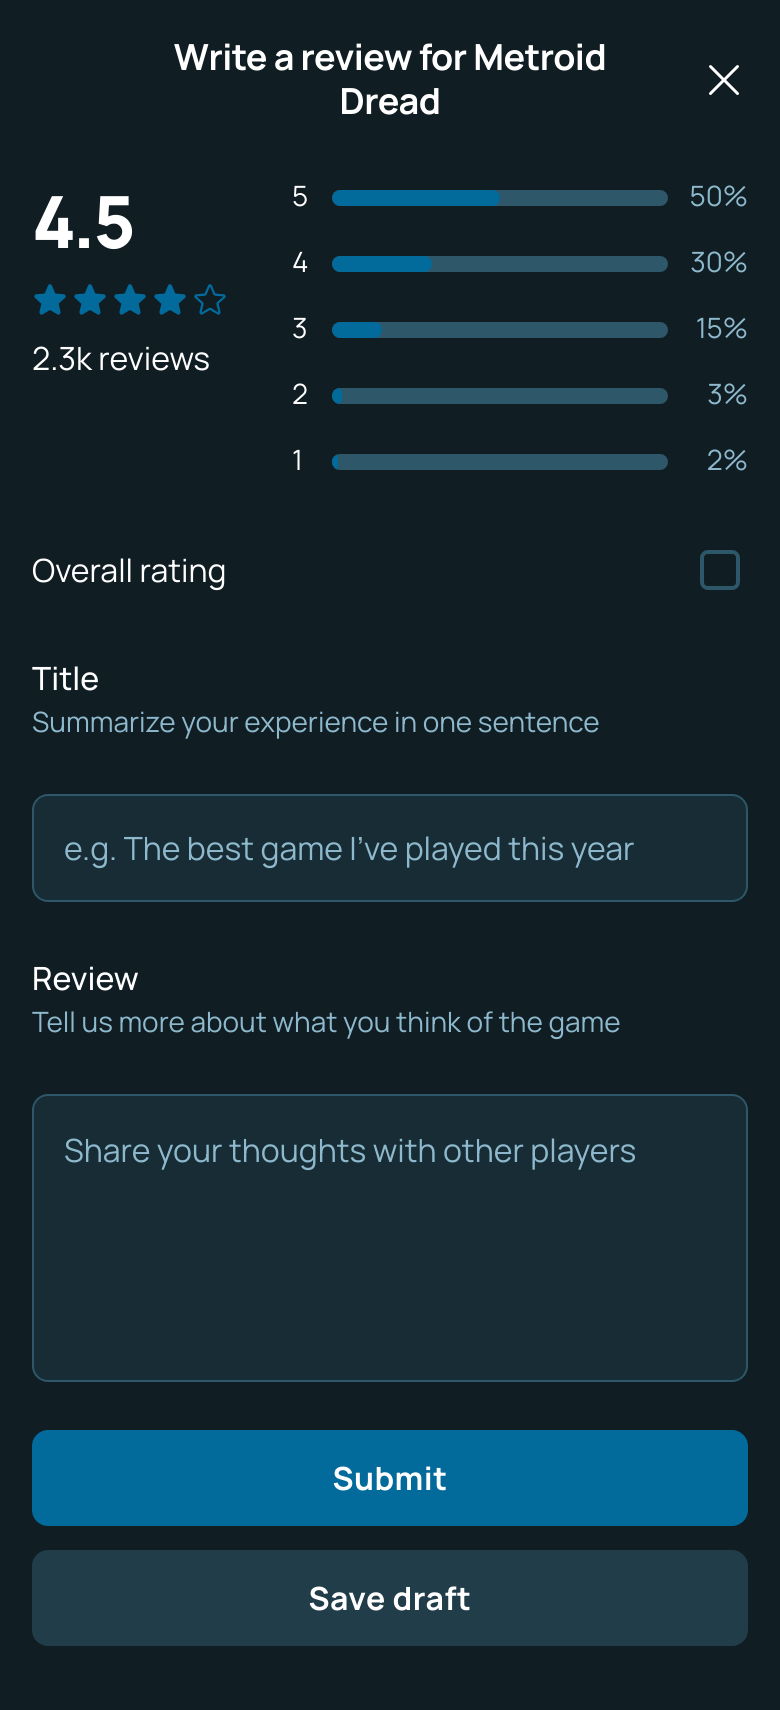 Write a review for Metroid
Dread
4.5
2.3k reviews
5 50%
4 30%
3 15%
2 3%
1 2%
Overall rating
Title
Summarize your experience in one sentence
e.g. The best game I've played this year
Review
Tell us more about what you think of the game
Share your thoughts with other players
Submit
Save draft